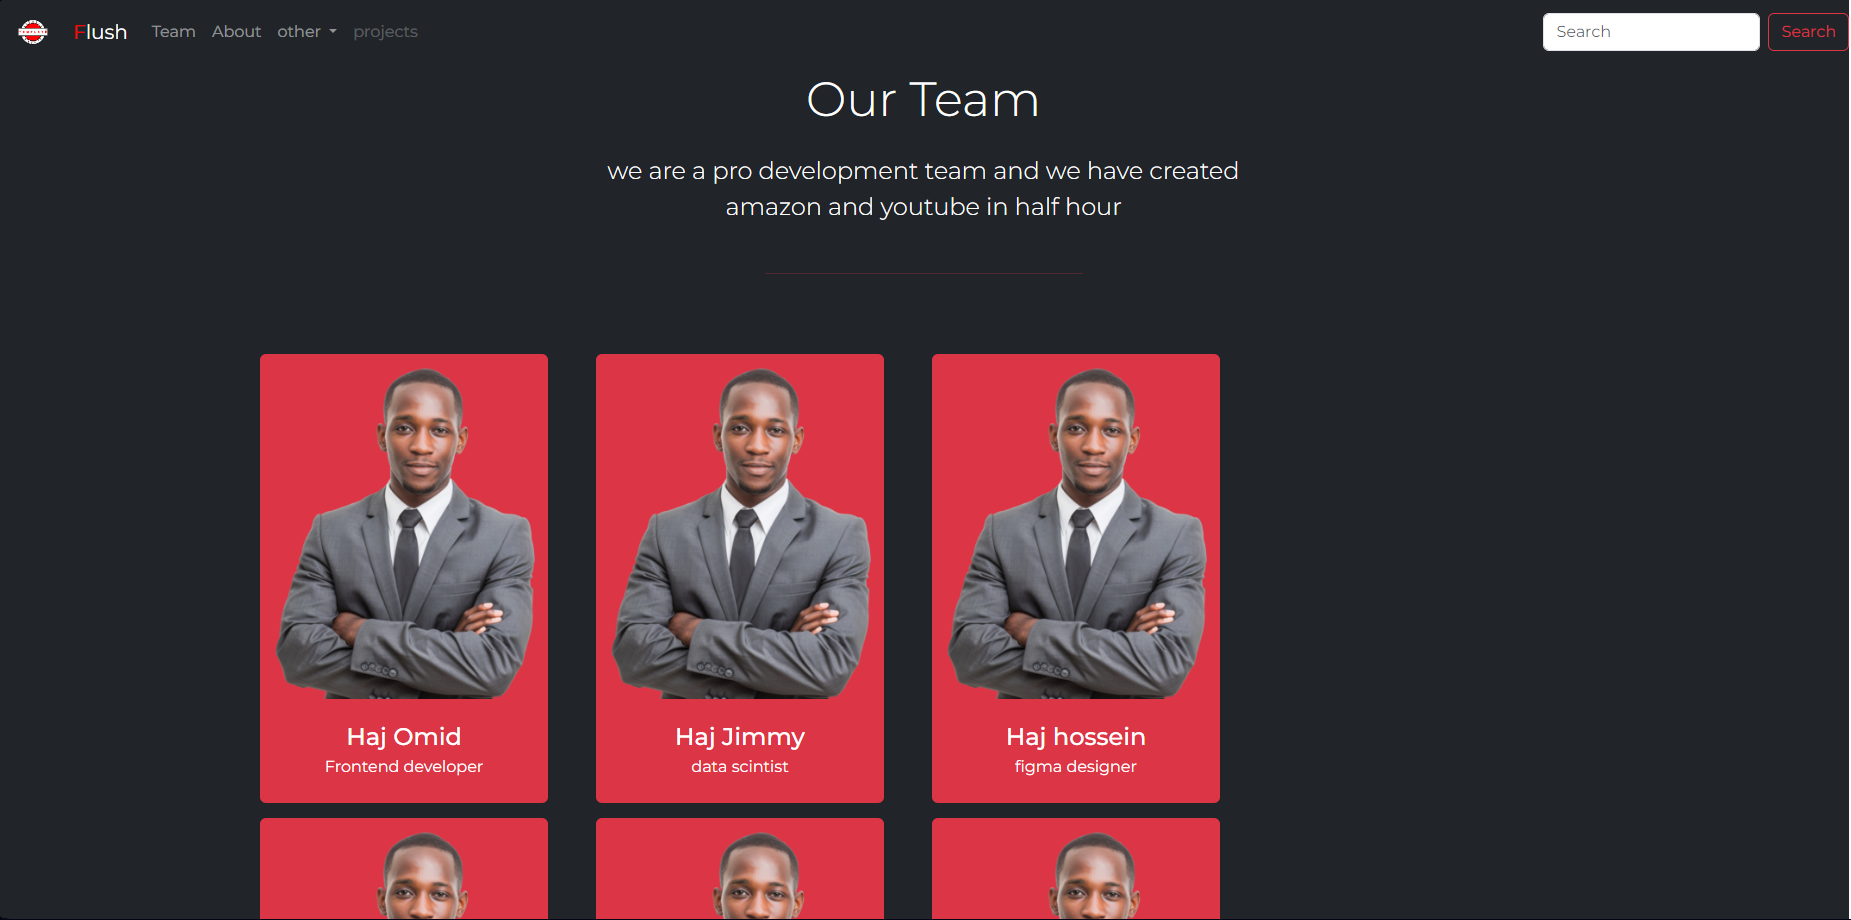 Flush
Team
About
other
projects
Search
Search
Our Team
we are a pro development team and we have created
amazon and youtube in half hour
Haj Omid
Frontend developer
Haj Jimmy
data scintist
Haj hossein
figma designer